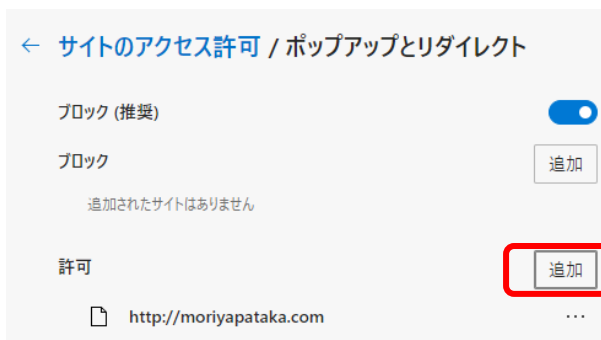 ← サイトのアクセス許可 / ポップアップとリダイレクト
ブロック (推奨)
ブロック 追加
追加されたサイトはありません
許可 追加
http://moriyapataka.com ...